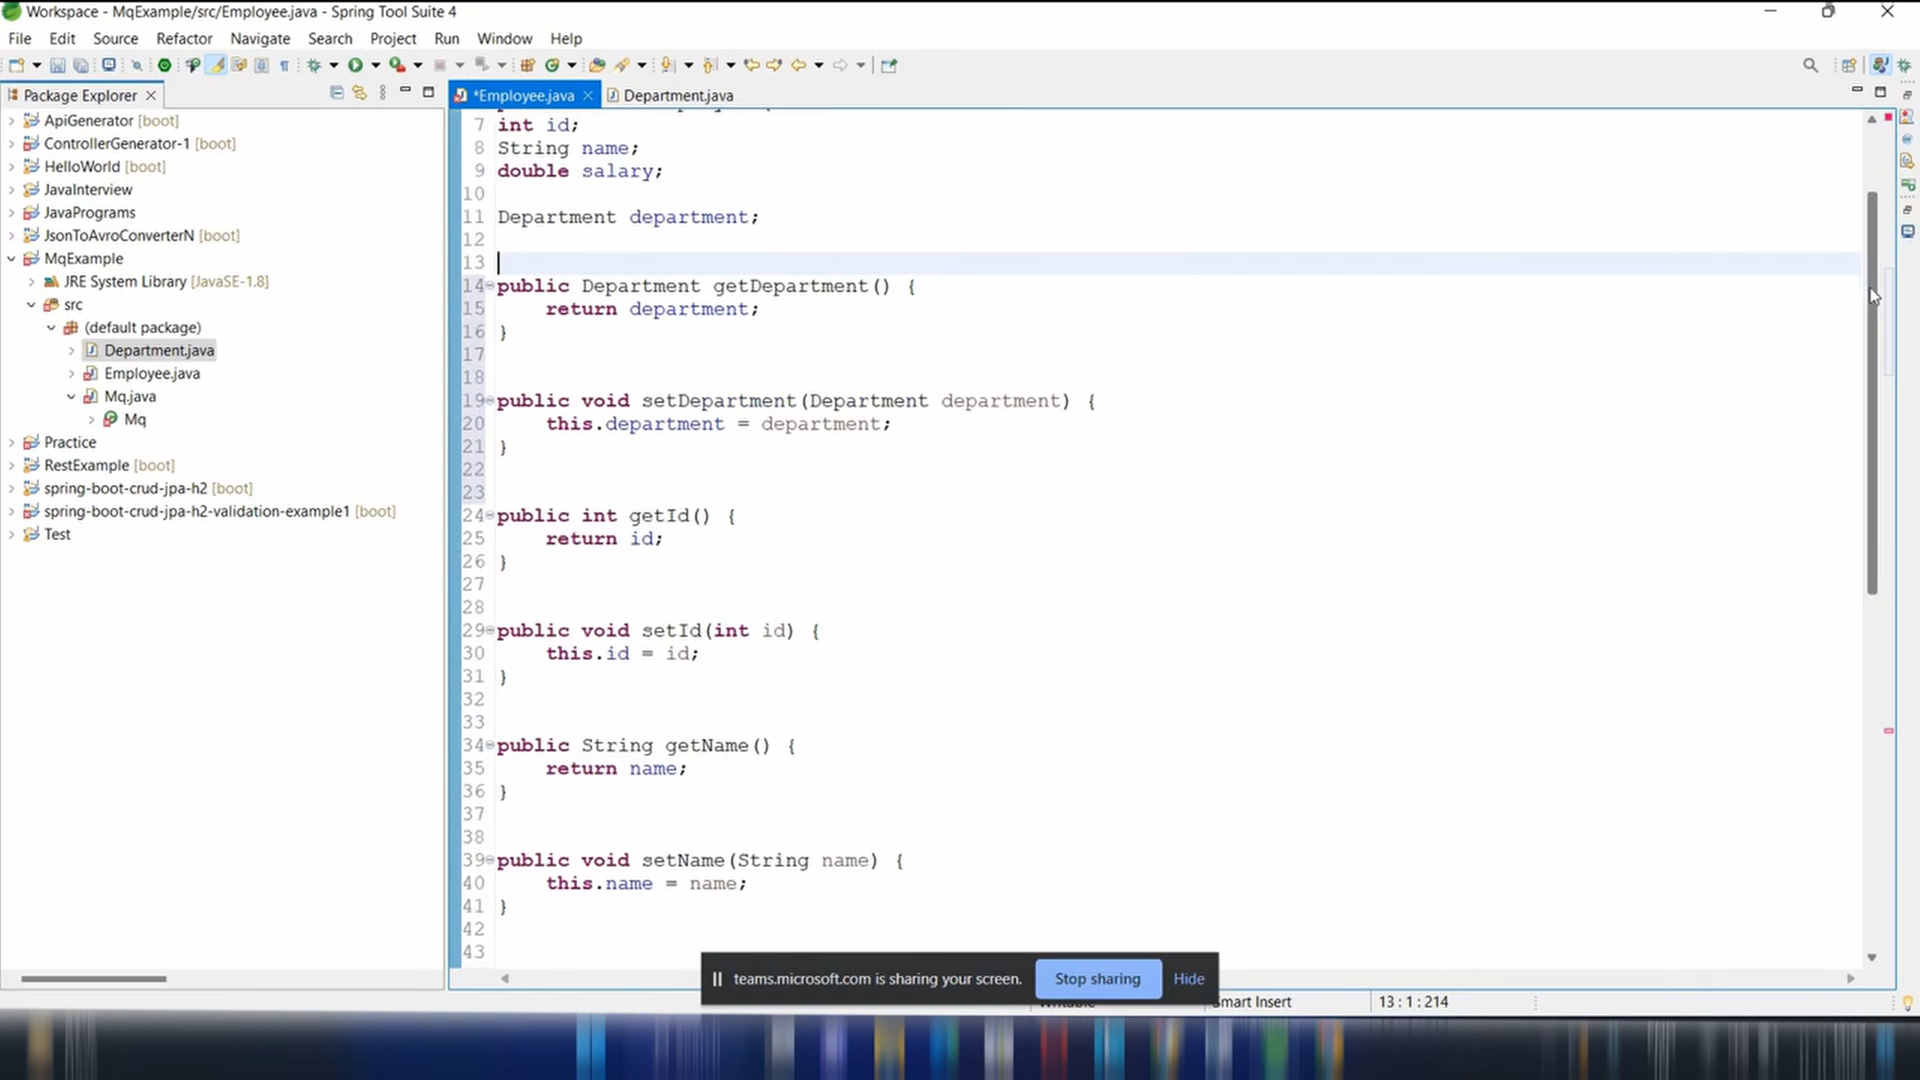 Workspace - MqExample/src/Employee.java - Spring Tool Suite 4
File Edit Source Refactor Navigate Search Project Run Window Help
Package Explorer
*Employee.java Department.java
ApiGenerator [boot]
ControllerGenerator-1 [boot]
HelloWorld [boot]
JavaInterview
JavaPrograms
JsonToAvroConverterN [boot]
MqExample
JRE System Library [JavaSE-1.8]
src
(default package)
Department.java
Employee.java
Mq.java
Mq
Practice
RestExample [boot]
spring-boot-crud-jpa-h2 [boot]
spring-boot-crud-jpa-h2-validation-example1 [boot]
Test
7 int id;
8 String name;
9 double salary;
10
11 Department department;
12
13
14 public Department getDepartment() {
15 return department;
16 }
17
18
19 public void setDepartment(Department department) {
20 this.department = department;
21 }
22
23
24 public int getId() {
25 return id;
26 }
27
28
29 public void setId(int id) {
30 this.id = id;
31 }
32
33
34 public String getName() {
35 return name;
36 }
37
38
39 public void setName(String name) {
40 this.name = name;
41 }
42
43
teams.microsoft.com is sharing your screen. Stop sharing Hide
Smart Insert 13 : 1 : 214